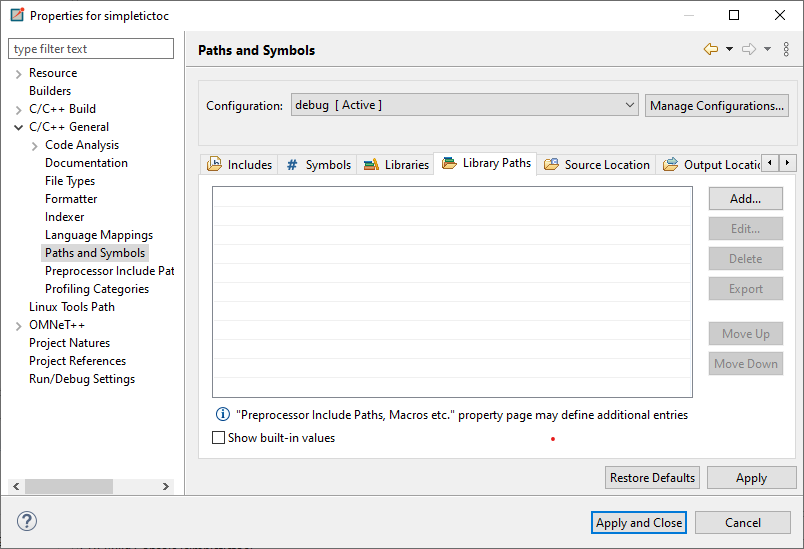 Properties for simpletictoc
type filter text
Resource
Builders
C/C++ Build
C/C++ General
Code Analysis
Documentation
File Types
Formatter
Indexer
Language Mappings
Paths and Symbols
Preprocessor Include Pat
Profiling Categories
Linux Tools Path
OMNeT++
Project Natures
Project References
Run/Debug Settings
Paths and Symbols
Configuration: debug [ Active ] Manage Configurations...
Includes # Symbols Libraries Library Paths Source Location Output Locatic
Add...
Edit...
Delete
Export
Move Up
Move Down
"Preprocessor Include Paths, Macros etc." property page may define additional entries
Show built-in values
Restore Defaults Apply
Apply and Close Cancel